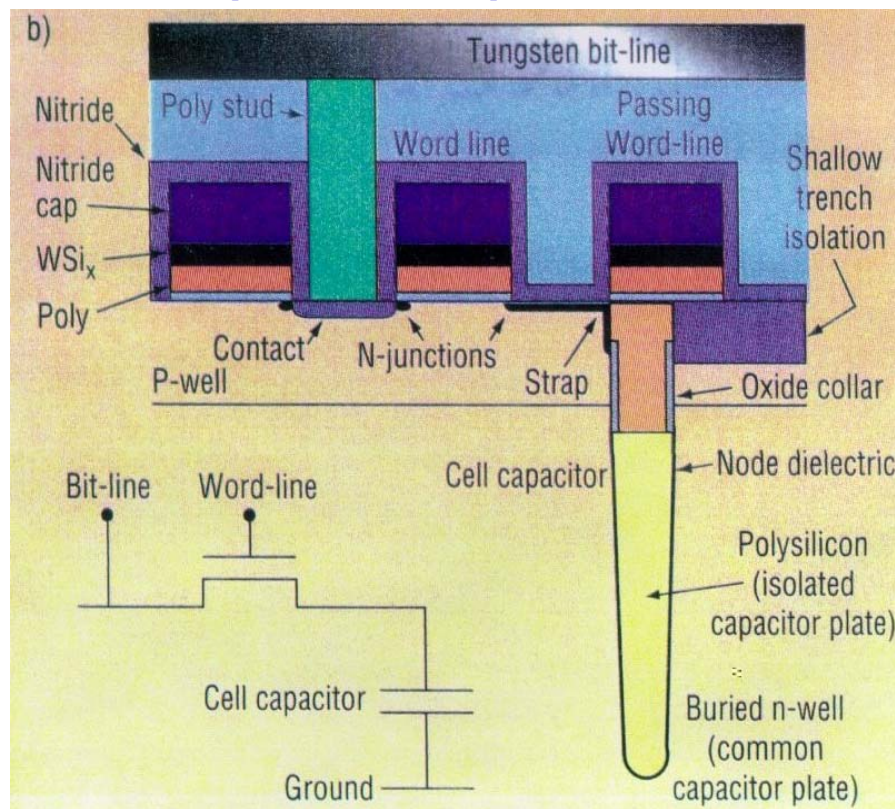 b)
Tungsten bit-line
Nitride
Poly stud
Passing
Word line
Word-line
Nitride
cap
Shallow
trench
isolation
WSiₓ
Poly
Contact
N-junctions
Strap
P-well
Oxide collar
Cell capacitor
Node dielectric
Bit-line
Word-line
Polysilicon
(isolated
capacitor plate)
Cell capacitor
Buried n-well
(common
capacitor plate)
Ground